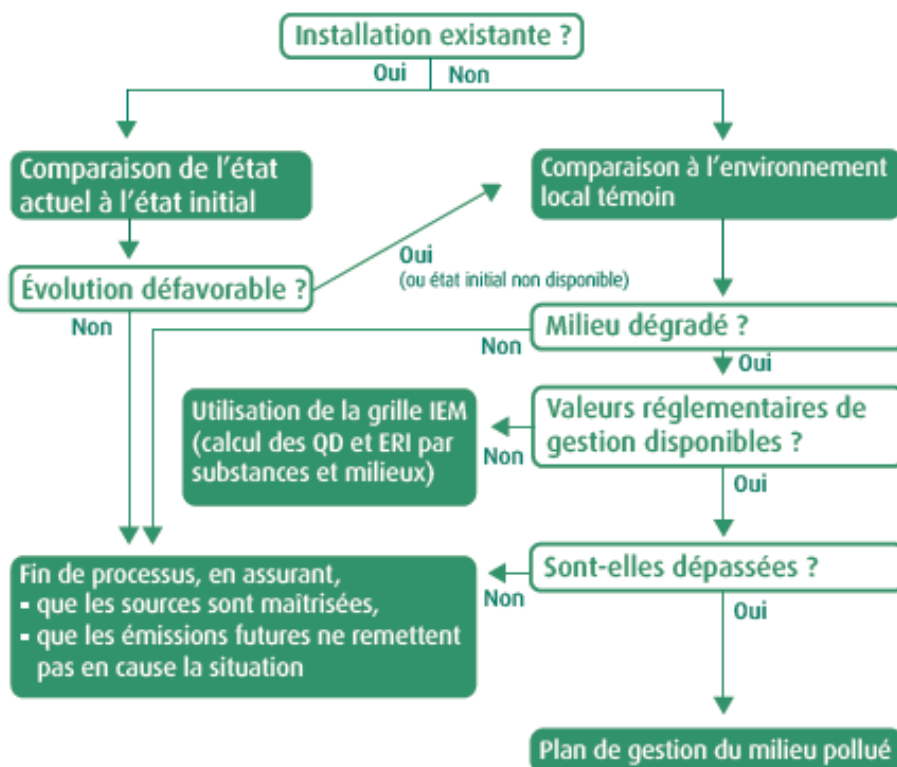 Installation existante ?
Oui
Non
Comparaison de l'état
actuel à l'état initial
Comparaison à l'environnement
local témoin
Oui
(ou état initial non disponible)
Évolution défavorable ?
Non
Milieu dégradé ?
Non
Oui
Utilisation de la grille IEM
(calcul des QD et ERI par
substances et milieux)
Valeurs réglementaires de
gestion disponibles ?
Non
Oui
Fin de processus, en assurant,
- que les sources sont maîtrisées,
- que les émissions futures ne remettent
pas en cause la situation
Sont-elles dépassées ?
Non
Oui
Plan de gestion du milieu pollué